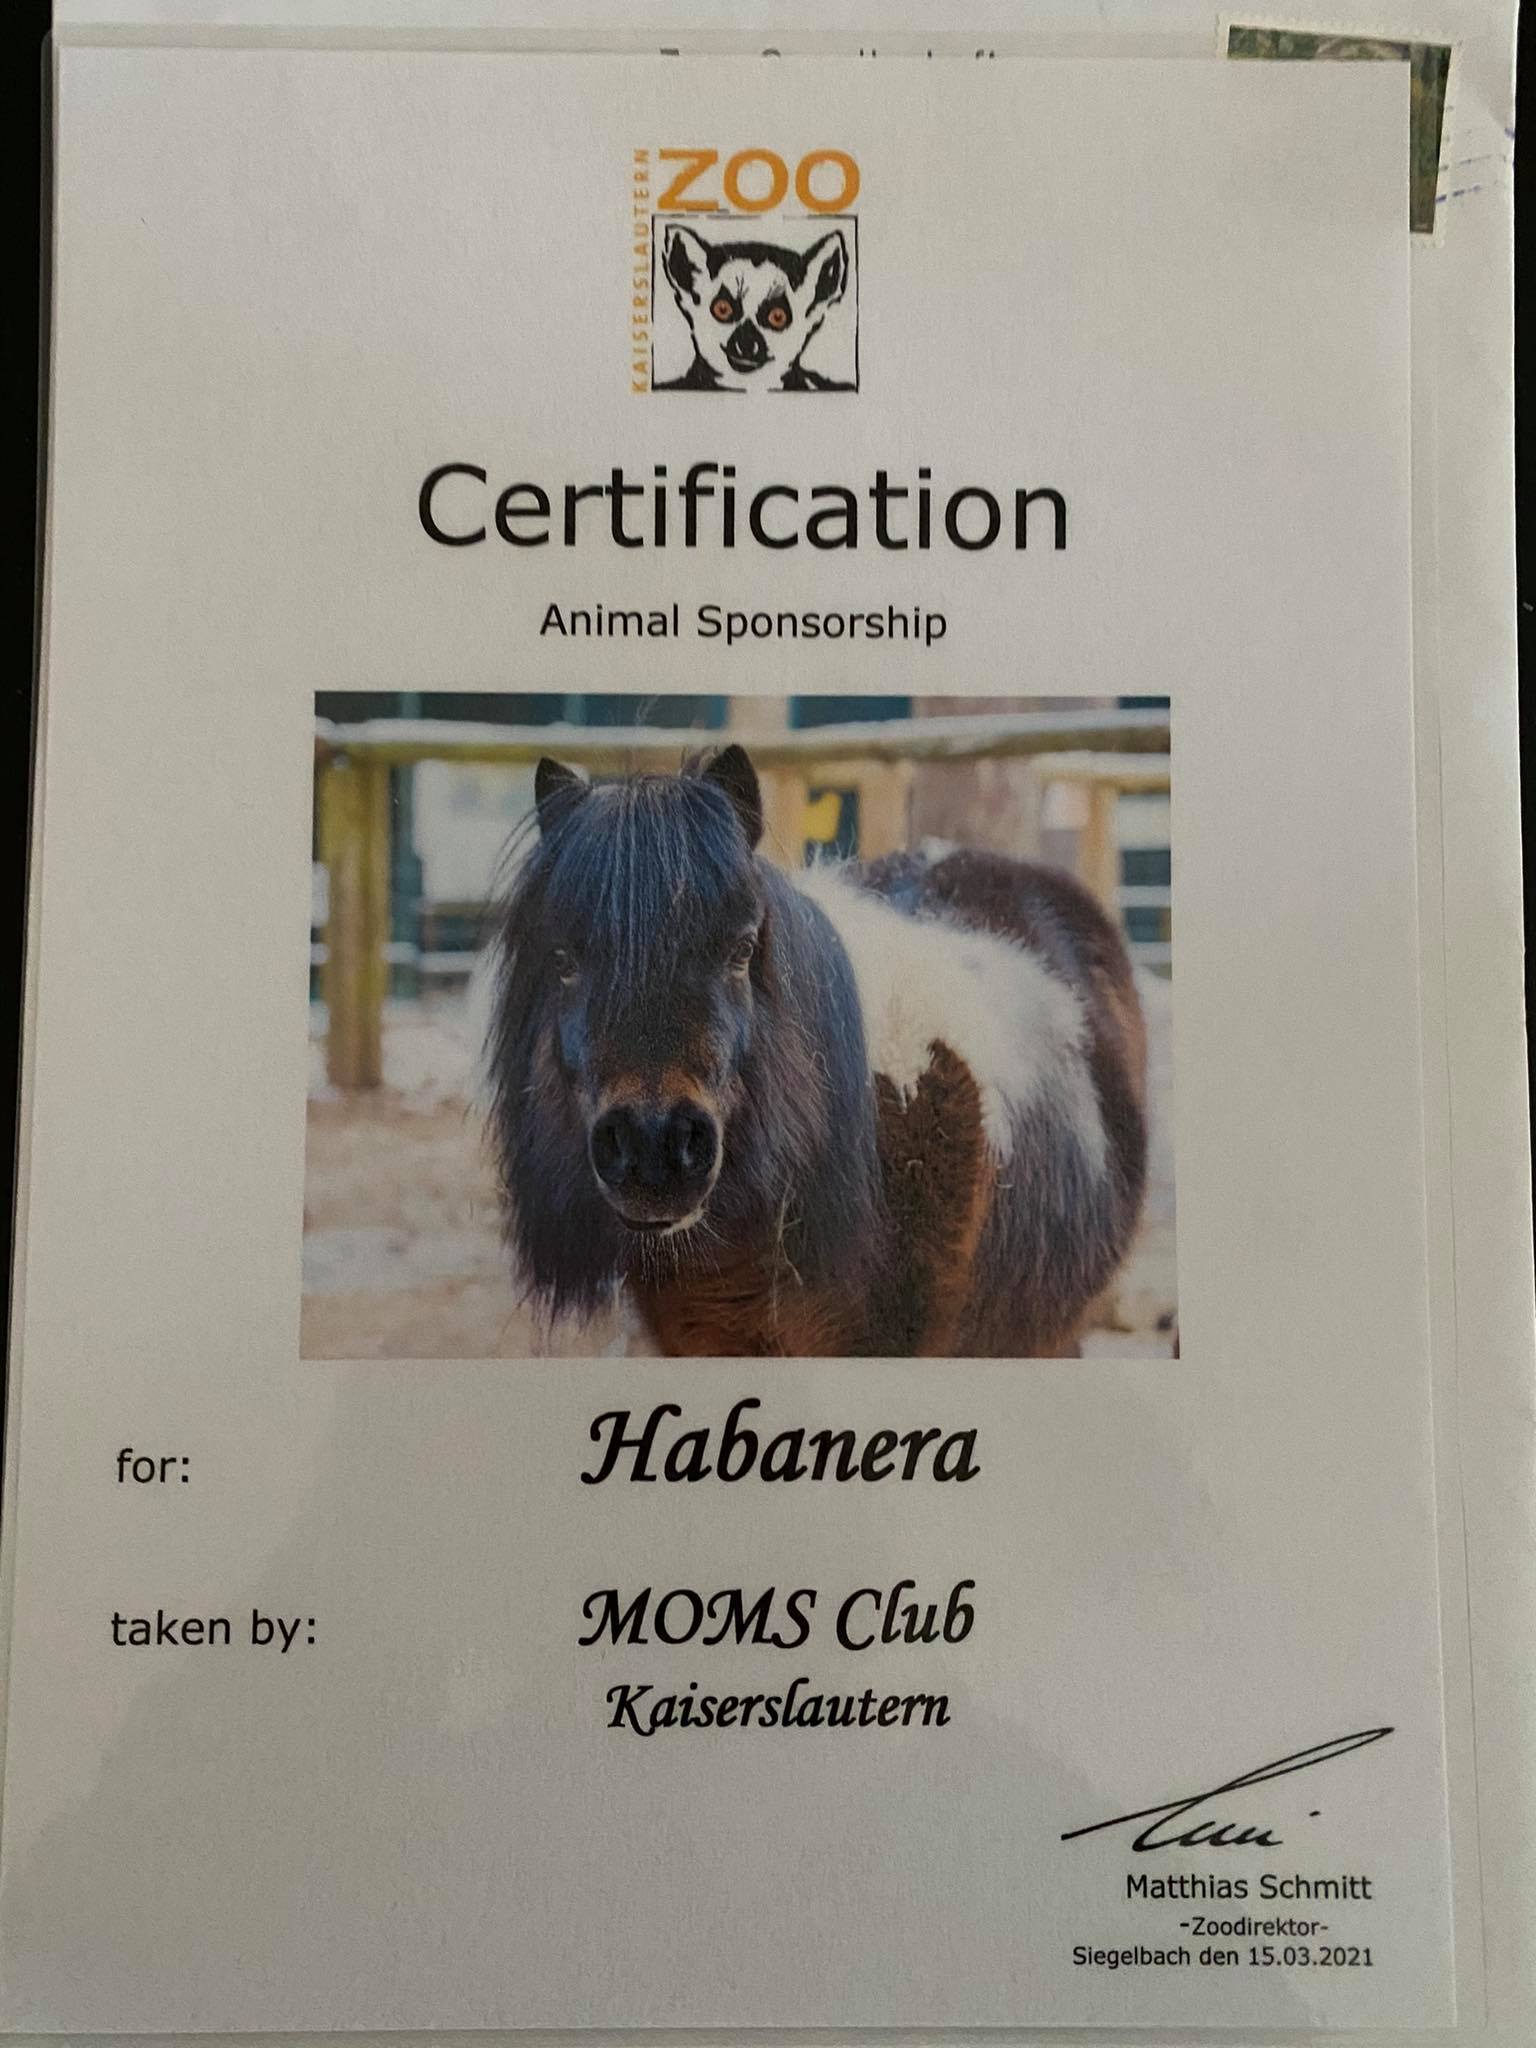 ZOO
KAISERSLAUTERN
Certification
Animal Sponsorship
for: Habanera
taken by: MOMS Club
Kaiserslautern
Matthias Schmitt
-Zoodirektor-
Siegelbach den 15.03.2021